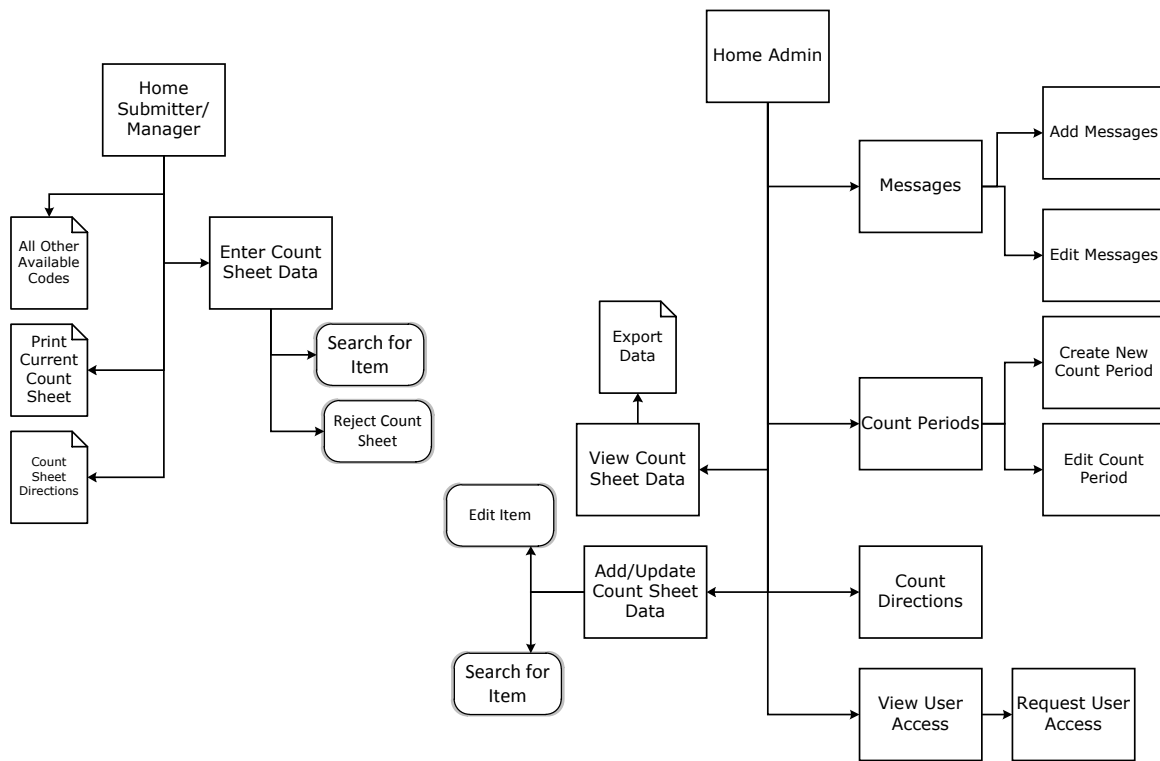 Home
Submitter/
Manager
All Other
Available
Codes
Enter Count
Sheet Data
Print
Current
Count
Sheet
Search for
Item
Reject Count
Sheet
Count
Sheet
Directions
Home Admin
Messages
Add Messages
Edit Messages
Export
Data
View Count
Sheet Data
Count Periods
Create New
Count Period
Edit Count
Period
Edit Item
Add/Update
Count Sheet
Data
Search for
Item
Count
Directions
View User
Access
Request User
Access